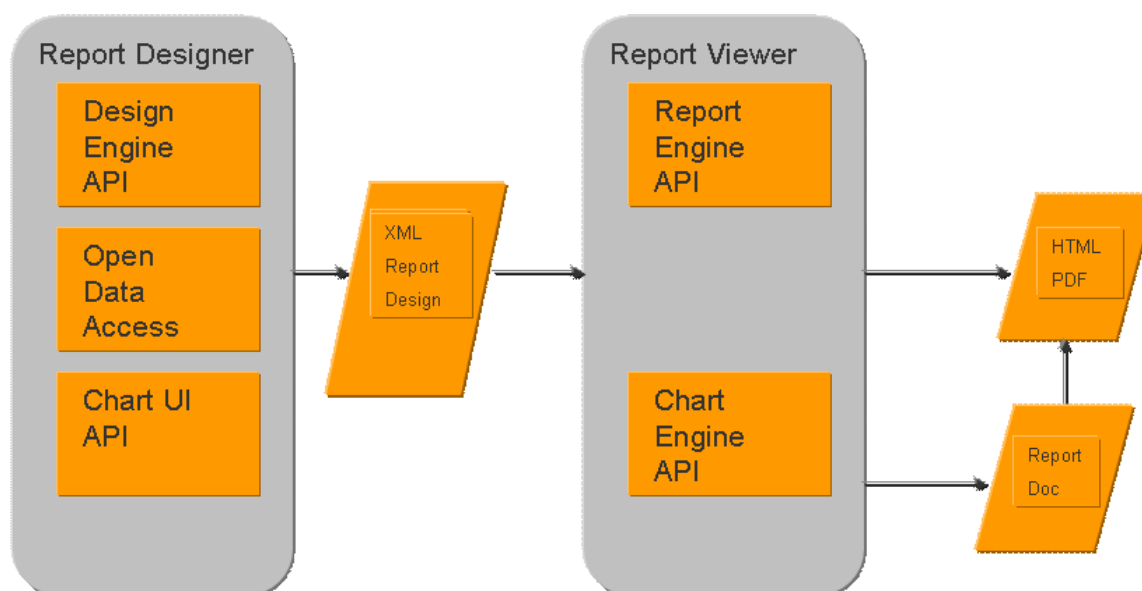 Report Designer
Design
Engine
API
Open
Data
Access
Chart UI
API
XML
Report
Design
Report Viewer
Report
Engine
API
Chart
Engine
API
HTML
PDF
Report
Doc